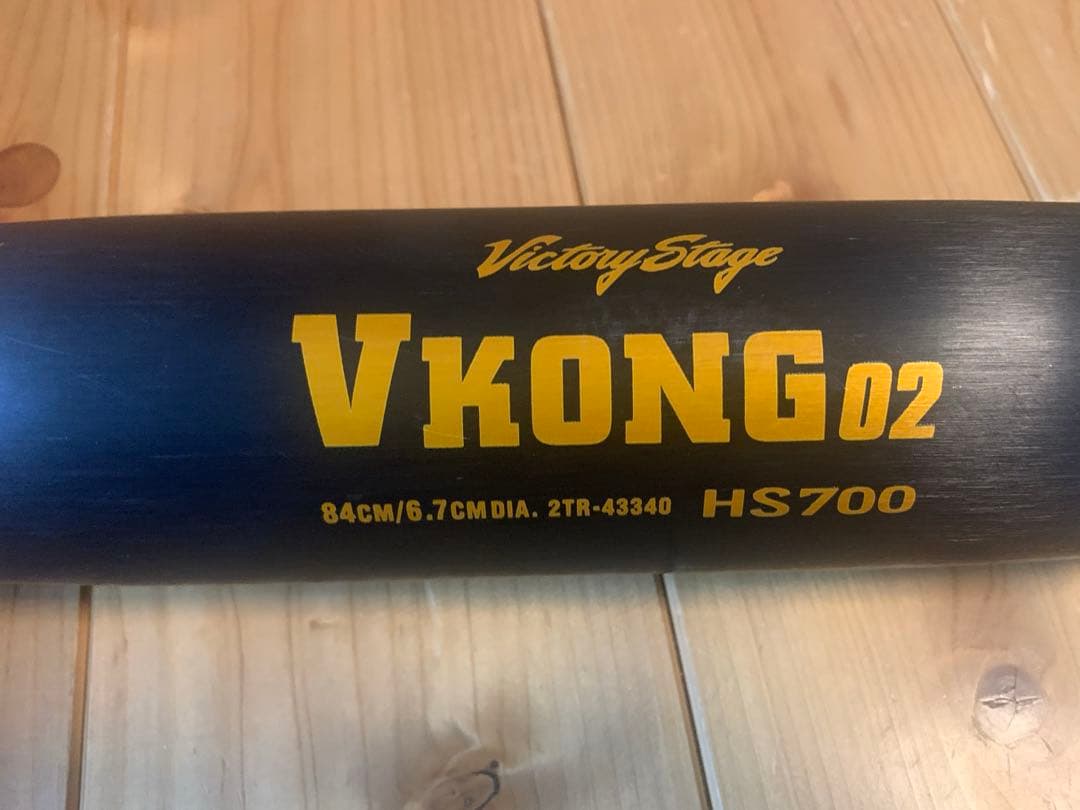 Victory Stage
VKONG02
84CM/6.7CMDIA. 2TR-43340 HS700